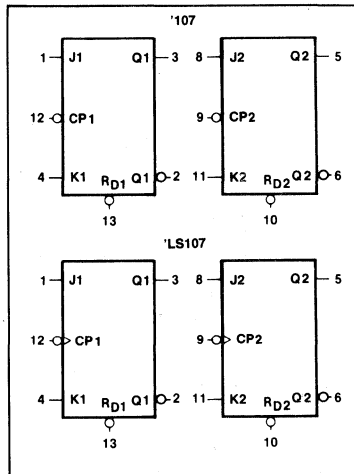 '107
1 J1 Q1 3 8 J2 Q2 5
12 CP1 9 CP2
4 K1 RD1 Q1 2 11 K2 RD2 Q2 6
13 10
'LS107
1 J1 Q1 3 8 J2 Q2 5
12 CP1 9 CP2
4 K1 RD1 Q1 2 11 K2 RD2 Q2 6
13 10